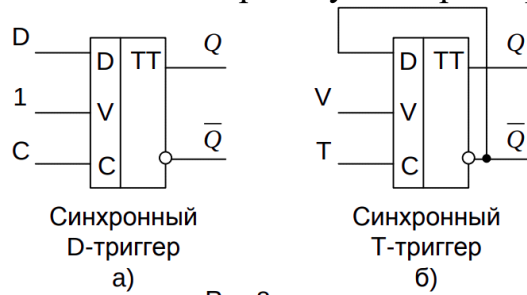 D
D TT
Q
1
V
C
C
Q
Синхронный
D-триггер
а)
D TT
Q
V
V
T
C
Q
Синхронный
Т-триггер
б)